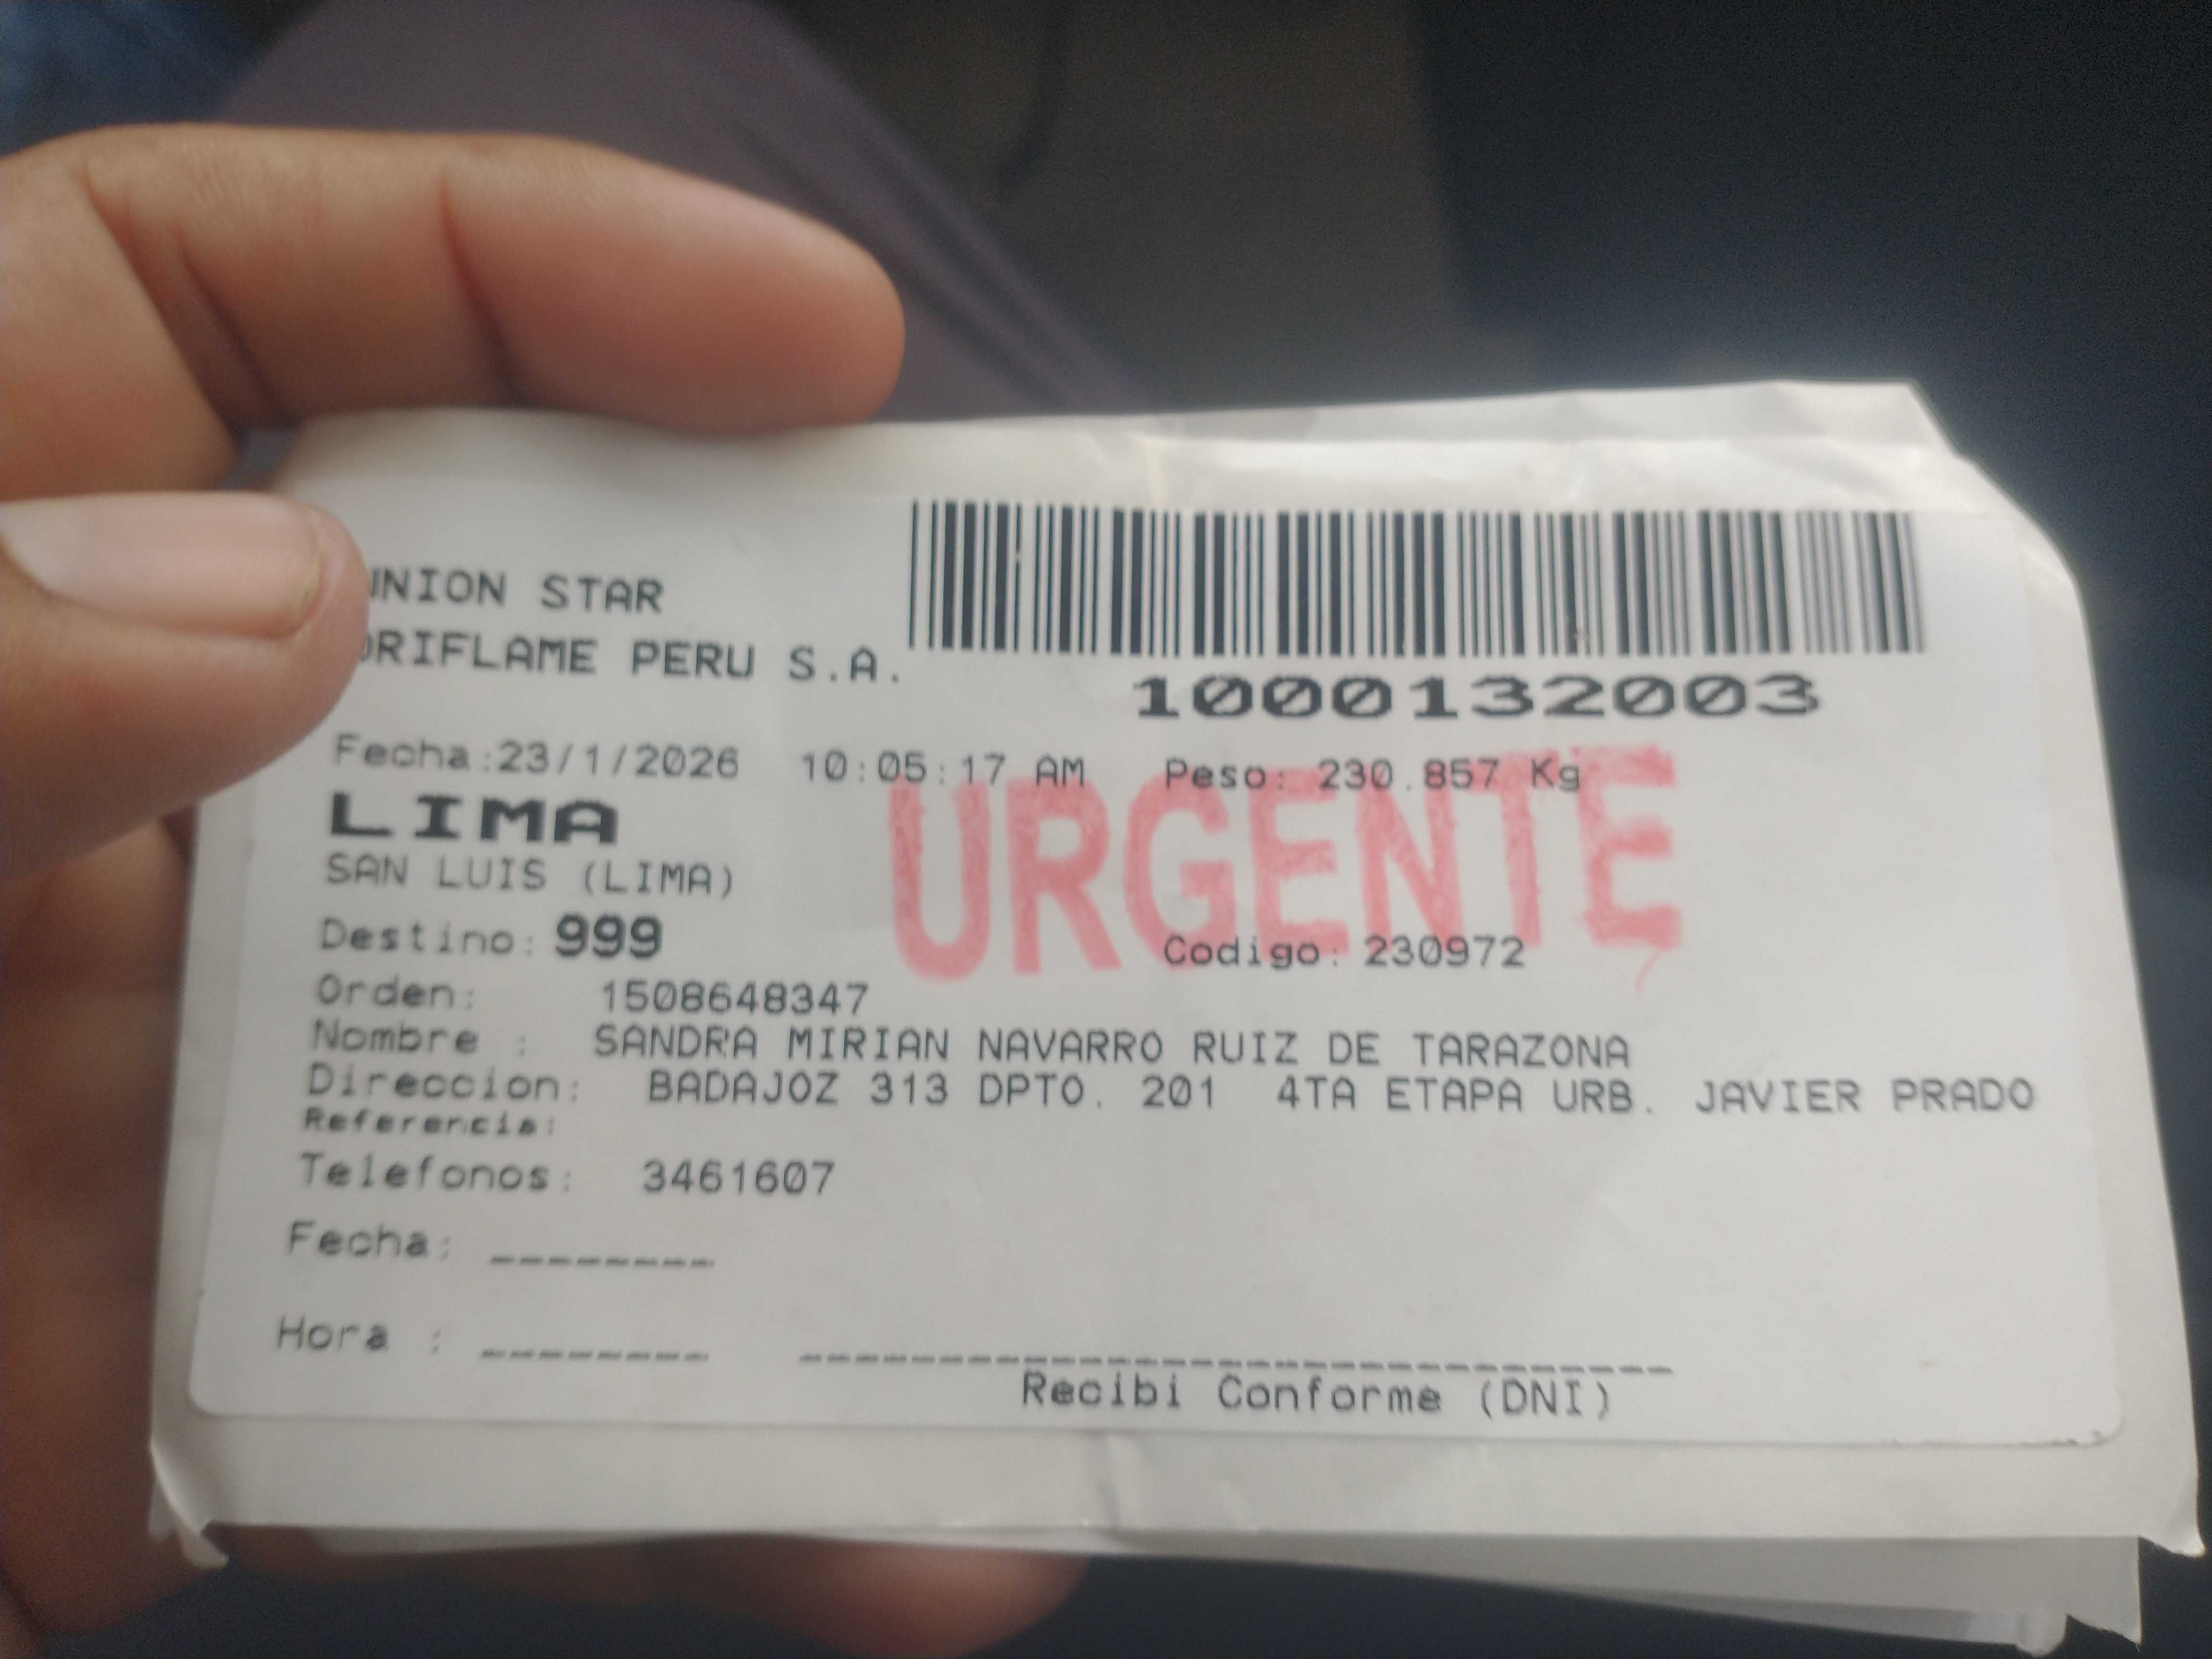 UNION STAR
ORIFLAME PERU S.A.
1000132003
Fecha:23/1/2026 10:05:17 AM Peso: 230.857 Kg
URGENTE
LIMA
SAN LUIS (LIMA)
Destino: 999 Codigo: 230972
Orden: 1508648347
Nombre : SANDRA MIRIAN NAVARRO RUIZ DE TARAZONA
Direccion: BADAJOZ 313 DPTO. 201 4TA ETAPA URB. JAVIER PRADO
Referencia:
Telefonos: 3461607
Fecha: ________
Hora : ________
Recibi Conforme (DNI)